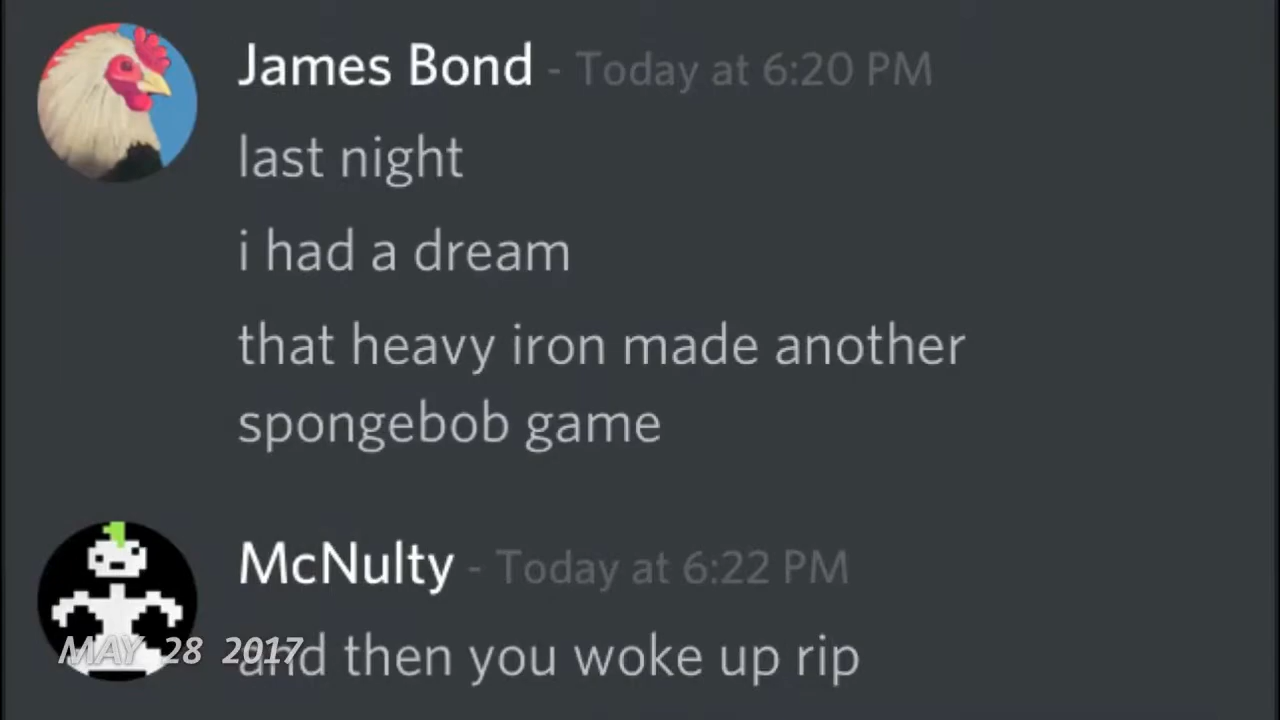 James Bond - Today at 6:20 PM
last night
i had a dream
that heavy iron made another
spongebob game
McNulty - Today at 6:22 PM
and then you woke up rip
MAY 28 2017